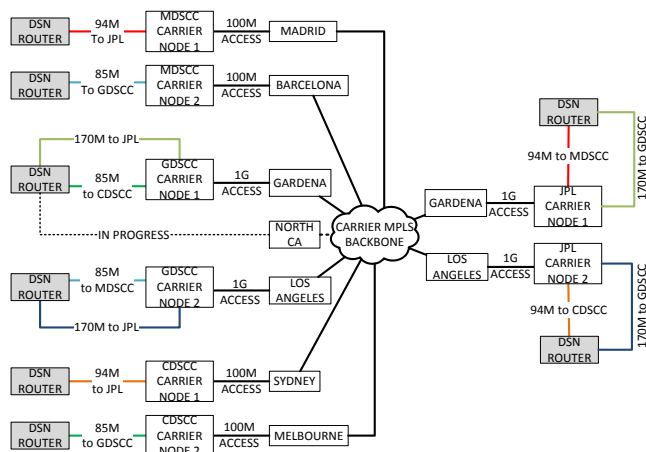 DSN
ROUTER
94M
To JPL
MDSCC
CARRIER
NODE 1
100M
ACCESS
MADRID
DSN
ROUTER
85M
To GDSCC
MDSCC
CARRIER
NODE 2
100M
ACCESS
BARCELONA
170M to JPL
DSN
ROUTER
85M
to CDSCC
GDSCC
CARRIER
NODE 1
1G
ACCESS
GARDENA
IN PROGRESS
NORTH
CA
CARRIER MPLS
BACKBONE
DSN
ROUTER
85M
to MDSCC
GDSCC
CARRIER
NODE 2
1G
ACCESS
LOS
ANGELES
170M to JPL
DSN
ROUTER
94M
to JPL
CDSCC
CARRIER
NODE 1
100M
ACCESS
SYDNEY
DSN
ROUTER
85M
to GDSCC
CDSCC
CARRIER
NODE 2
100M
ACCESS
MELBOURNE
DSN
ROUTER
94M to MDSCC
170M to GDSCC
GARDENA
1G
ACCESS
JPL
CARRIER
NODE 1
LOS
ANGELES
1G
ACCESS
JPL
CARRIER
NODE 2
94M to CDSCC
170M to GDSCC
DSN
ROUTER